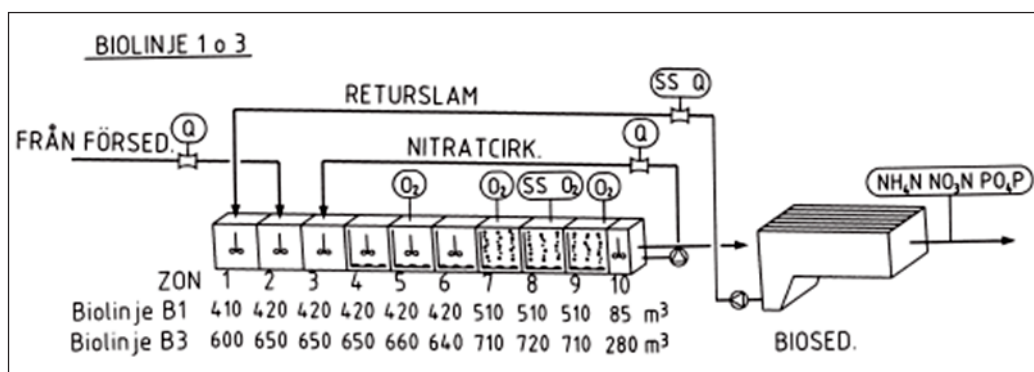 BIOLINJE 1 o 3
SS Q
RETURSLAM
FRÅN FÖRSED.
Q
NITRATCIRK.
Q
O₂
O₂
SS O₂
O₂
NH₄N NO₃N PO₄P
ZON 1 2 3 4 5 6 7 8 9 10
Biolinje B1 410 420 420 420 420 420 510 510 510 85 m³
Biolinje B3 600 650 650 650 660 640 710 720 710 280 m³
BIOSED.